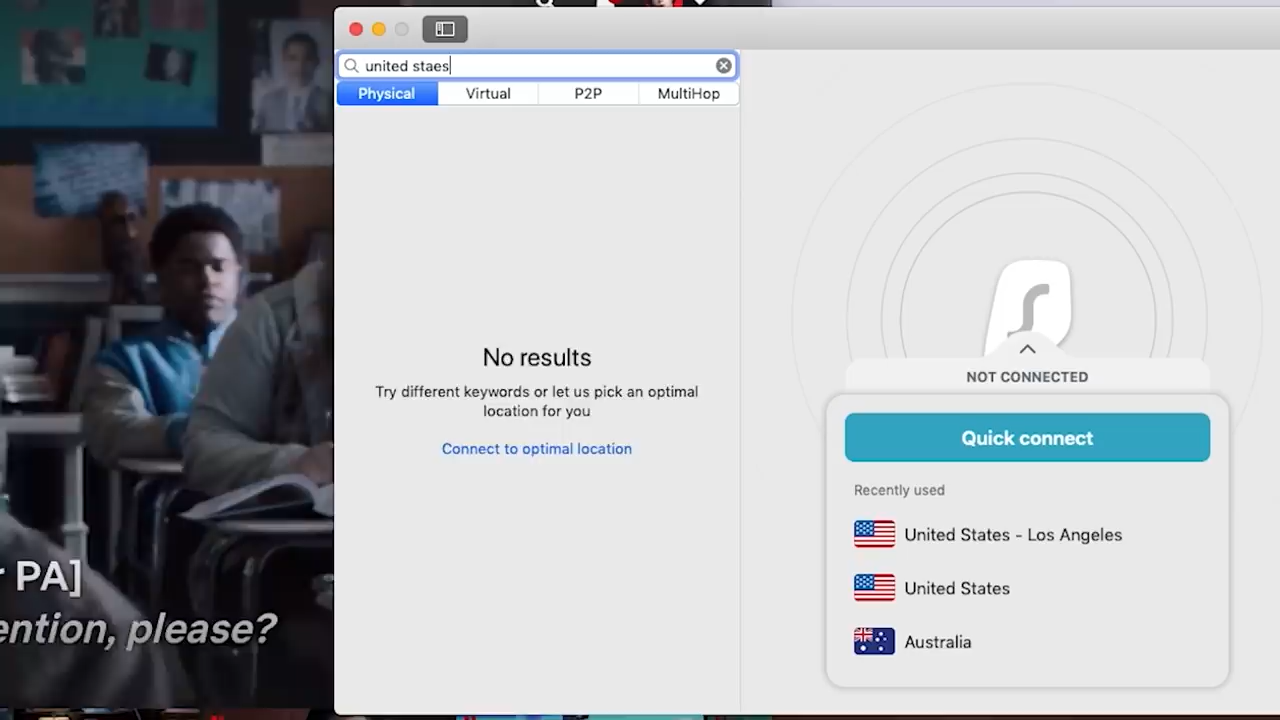 united staes
Physical Virtual P2P MultiHop
No results
Try different keywords or let us pick an optimal
location for you
Connect to optimal location
NOT CONNECTED
Quick connect
Recently used
United States - Los Angeles
United States
Australia
PA]
please?